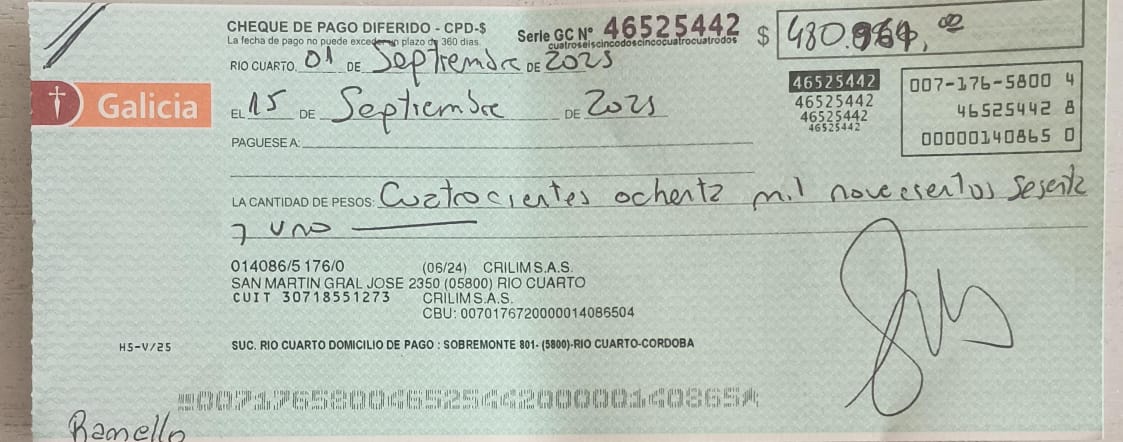 CHEQUE DE PAGO DIFERIDO - CPD-$
La fecha de pago no puede exceder un plazo de 360 días
Serie GC Nº 46525442
cuatroseiscincodoscincocuatrocuatrodos
$ 480.961, 00
RIO CUARTO, 01 DE Septiembre DE 2025
Galicia
EL 15 DE Septiembre DE 2025
PAGUESE A:
46525442
46525442
46525442
46525442
007-176-5800 4
46525442 8
00000140865 0
LA CANTIDAD DE PESOS: Cuatrocientos ochenta mil novecientos sesenta
y uno
014086/5 176/0 (06/24) CRILIM S.A.S.
SAN MARTIN GRAL JOSE 2350 (05800) RIO CUARTO
CUIT 30718551273 CRILIM S.A.S.
CBU: 0070176720000014086504
HS-V/25
SUC. RIO CUARTO DOMICILIO DE PAGO : SOBREMONTE 801- (5800)-RIO CUARTO-CORDOBA
00717658004652544200000140865
Ramello